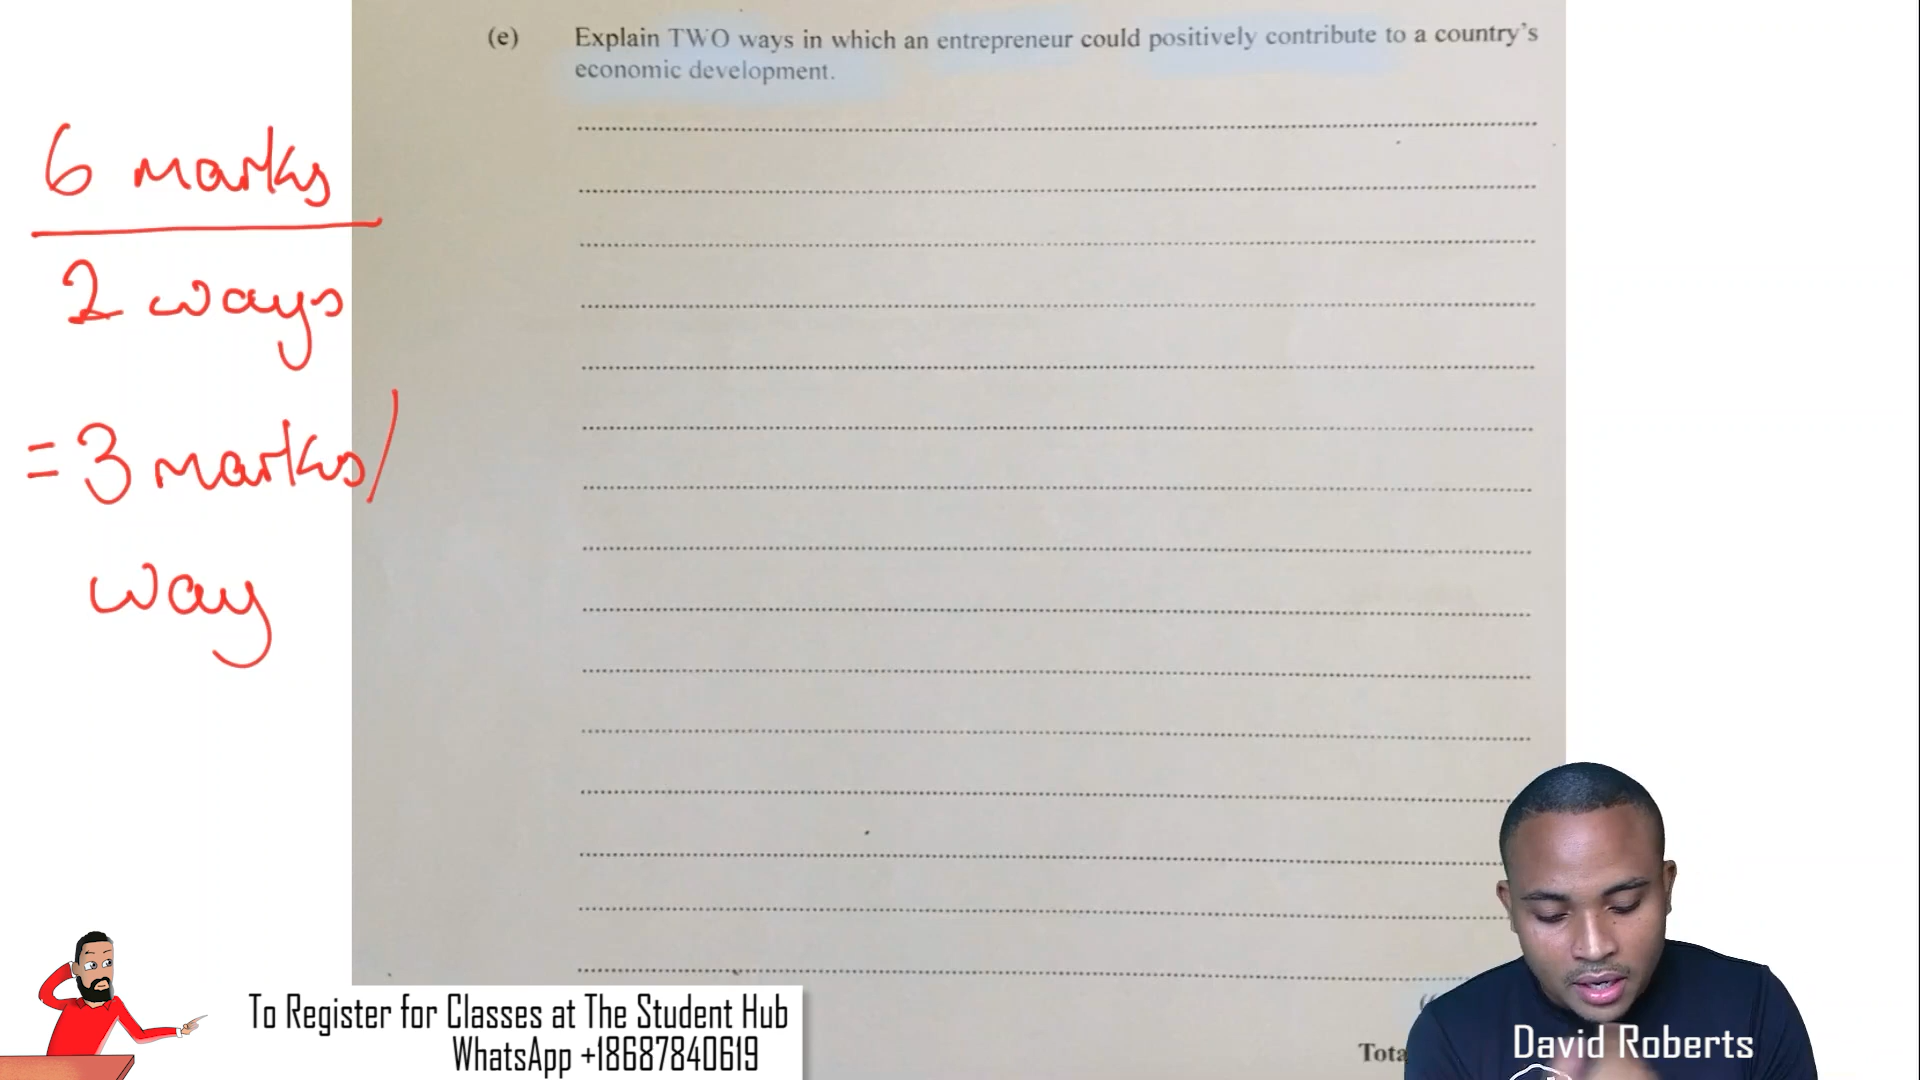 (e) Explain TWO ways in which an entrepreneur could positively contribute to a country's
economic development.
6 marks
2 ways
= 3 marks/
way
To Register for Classes at The Student Hub
WhatsApp +18687840619
David Roberts